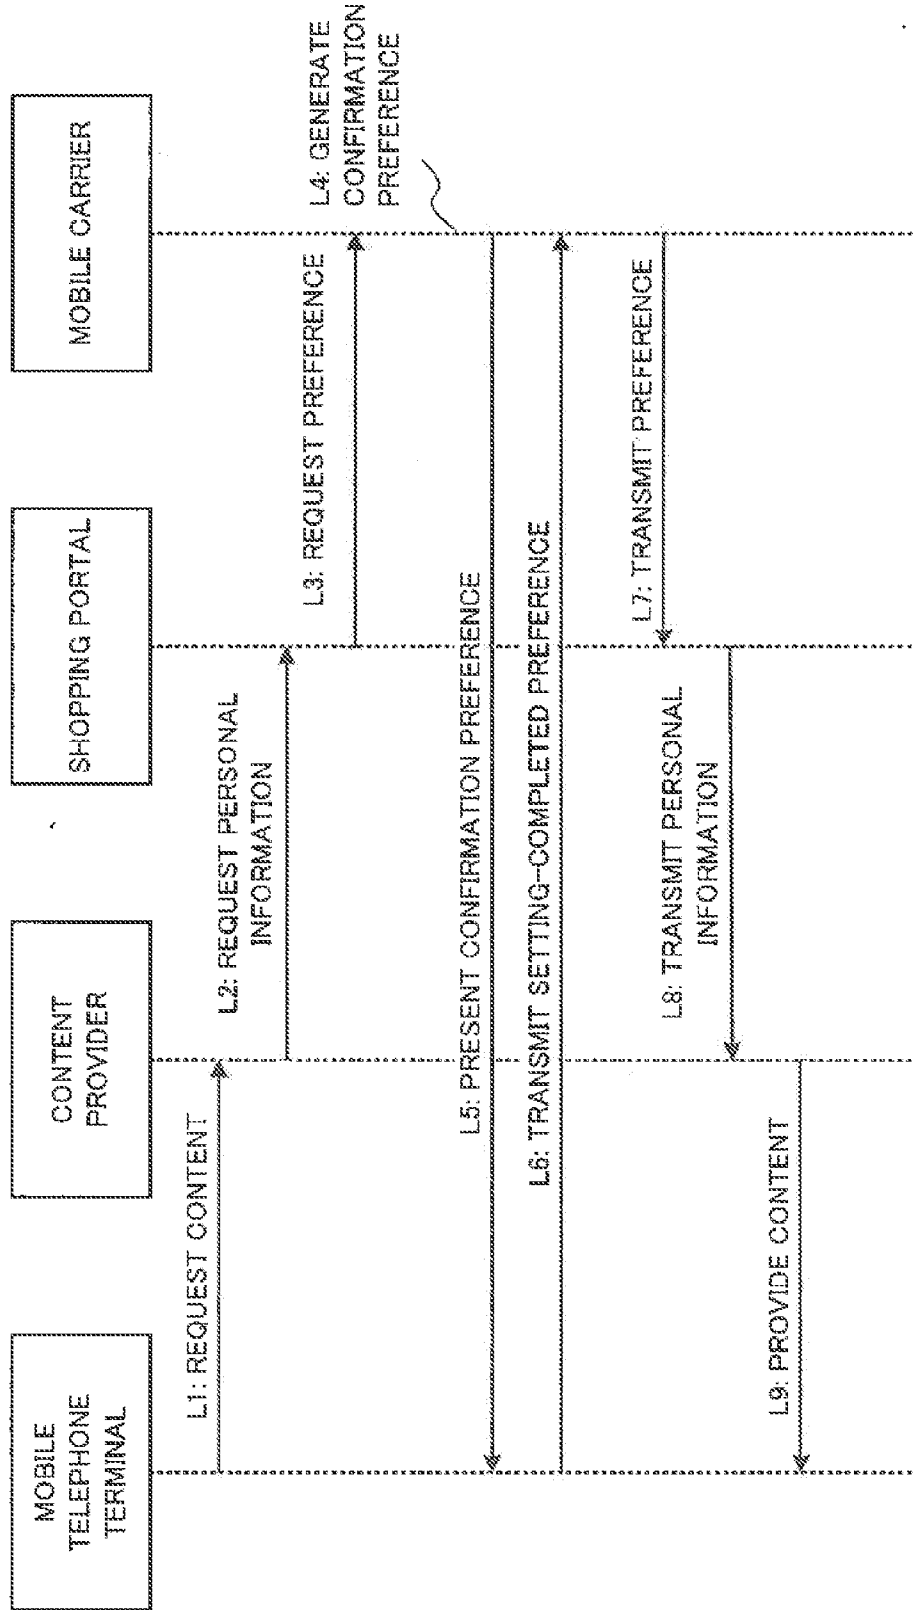 MOBILE
TELEPHONE
TERMINAL
CONTENT
PROVIDER
SHOPPING PORTAL
MOBILE CARRIER
L1: REQUEST CONTENT
L2: REQUEST PERSONAL
INFORMATION
L3: REQUEST PREFERENCE
L4: GENERATE
CONFIRMATION
PREFERENCE
L5: PRESENT CONFIRMATION PREFERENCE
L6: TRANSMIT SETTING-COMPLETED PREFERENCE
L7: TRANSMIT PREFERENCE
L8: TRANSMIT PERSONAL
INFORMATION
L9: PROVIDE CONTENT